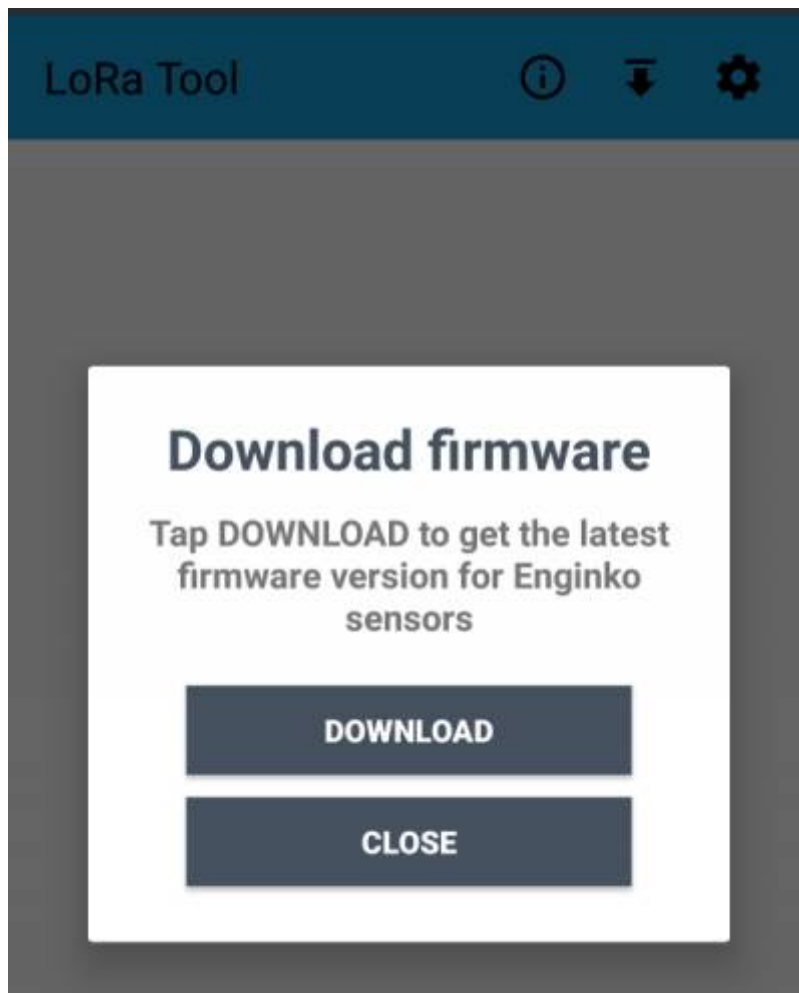 LoRa Tool
Download firmware
Tap DOWNLOAD to get the latest
firmware version for Enginko
sensors
DOWNLOAD
CLOSE